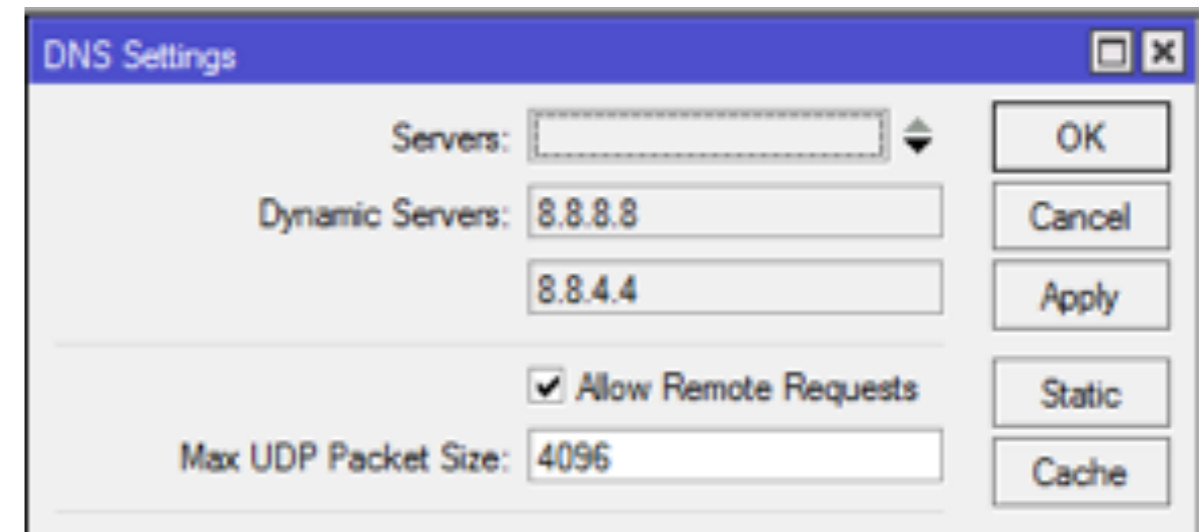 DNS Settings
Servers:
OK
Dynamic Servers: 8.8.8.8
Cancel
8.8.4.4
Apply
Allow Remote Requests
Static
Max UDP Packet Size: 4096
Cache